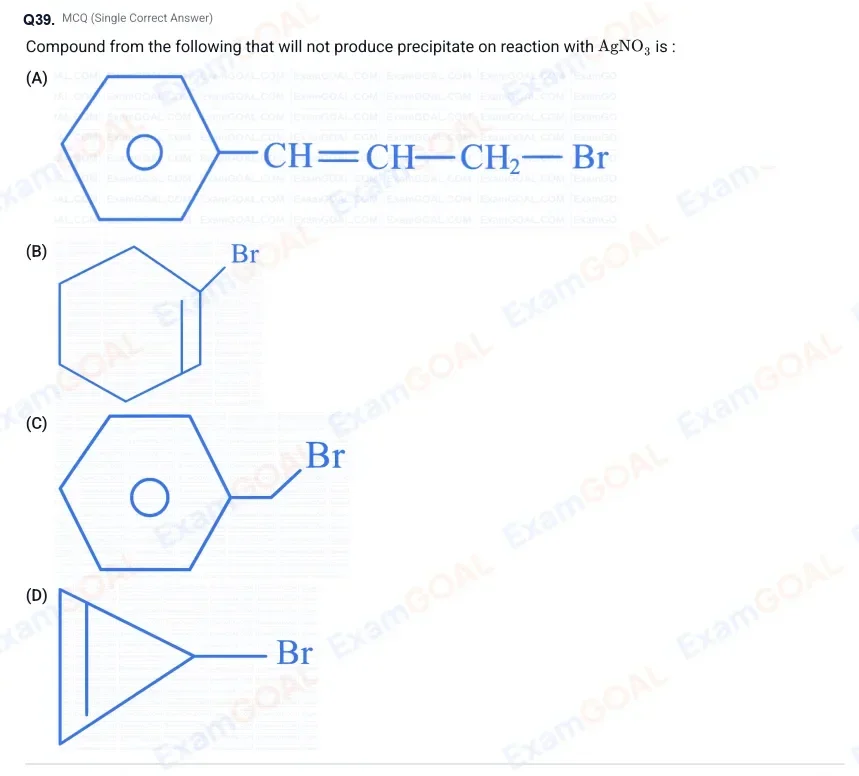 Q39. MCQ (Single Correct Answer)
Compound from the following that will not produce precipitate on reaction with AgNO₃ is :
(A)
CH=CH—CH₂—Br
(B)
Br
(C)
Br
(D)
Br
ExamGOAL